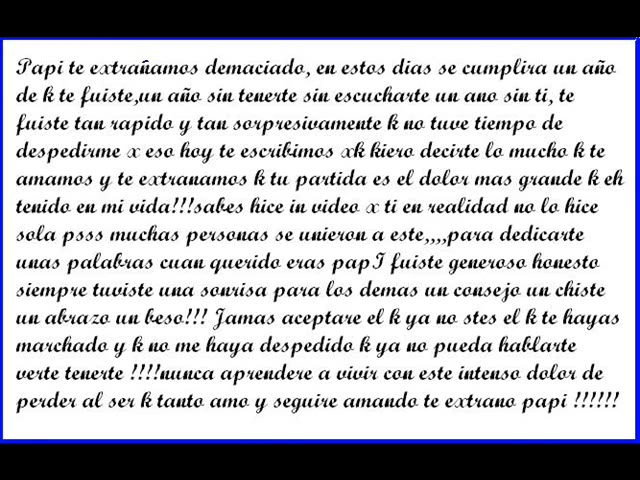 Papi te extrañamos demaciado, en estos dias se cumplira un año
de k te fuiste,un año sin tenerte sin escucharte un ano sin ti, te
fuiste tan rapido y tan sorpresivamente k no tuve tiempo de
despedirme x eso hoy te escribimos xk kiero decirte lo mucho k te
amamos y te extranamos k tu partida es el dolor mas grande k eh
tenido en mi vida!!!sabes hice in video x ti en realidad no lo hice
sola psss muchas personas se unieron a este,,,,para dedicarte
unas palabras cuan querido eras papI fuiste generoso honesto
siempre tuviste una sonrisa para los demas un consejo un chiste
un abrazo un beso!!! Jamas aceptare el k ya no stes el k te hayas
marchado y k no me haya despedido k ya no pueda hablarte
verte tenerte !!!!nunca aprendere a vivir con este intenso dolor de
perder al ser k tanto amo y seguire amando te extrano papi !!!!!!